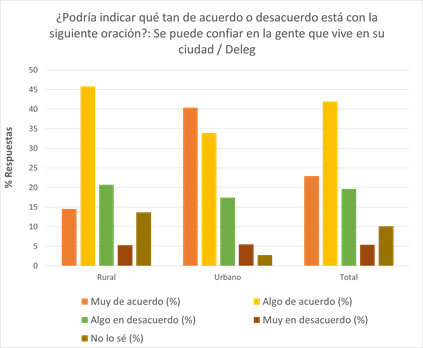 ¿Podría indicar qué tan de acuerdo o desacuerdo está con la
siguiente oración?: Se puede confiar en la gente que vive en su
ciudad / Deleg
% Respuestas
50
45
40
35
30
25
20
15
10
5
0
Rural Urbano Total
Muy de acuerdo (%) Algo de acuerdo (%)
Algo en desacuerdo (%) Muy en desacuerdo (%)
No lo sé (%)